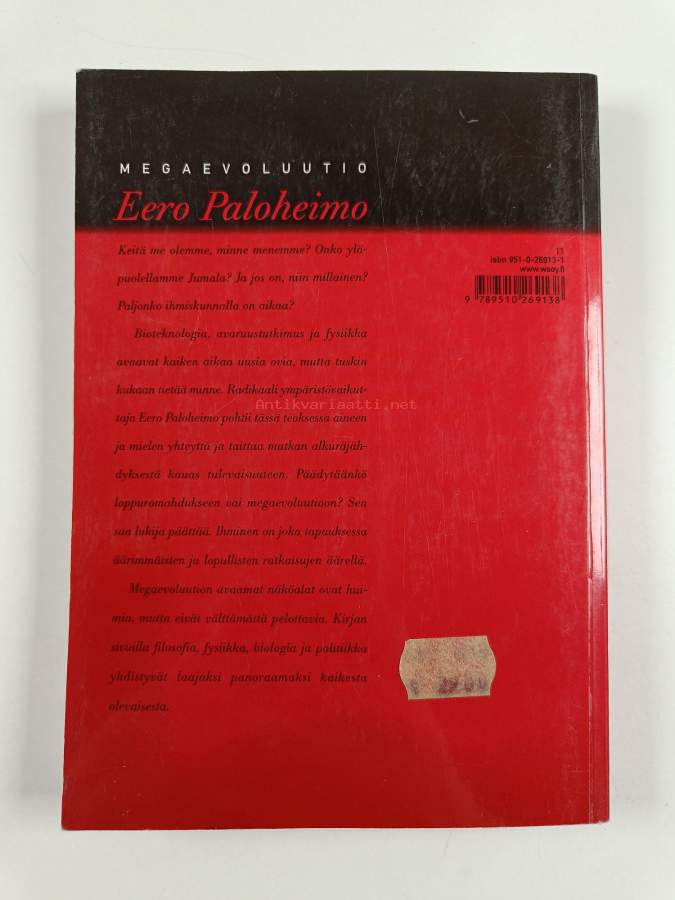 MEGAEVOLUUTIO
Eero Paloheimo
Keitä me olemme, minne menemme? Onko ylä-
puolellamme Jumala? Ja jos on, niin millainen?
Paljonko ihmiskunnalla on aikaa?
Bioteknologia, avaruustutkimus ja fysiikka
avaavat kaiken aikaa uusia ovia, mutta tuskin
kukaan tietää minne. Radikaali ympäristövaikut-
taja Eero Paloheimo pohtii tässä teoksessa aineen
ja mielen yhteyttä ja taittaa matkan alkuräjäh-
dyksestä kauas tulevaisuuteen. Päädytäänkö
loppuromahdukseen vai megaevoluutioon? Sen
saa lukija päättää. Ihminen on joka tapauksessa
äärimmäisten ja lopullisten ratkaisujen äärellä.
Megaevoluution avaamat näköalat ovat hui-
mia, mutta eivät välttämättä pelottavia. Kirjan
sivuilla filosofia, fysiikka, biologia ja politiikka
yhdistyvät laajaksi panoraamaksi kaikesta
olevaisesta.
11
isbn 951-0-26913-1
www.wsoy.fi
9 789510 269138
Antikvariaatti.net